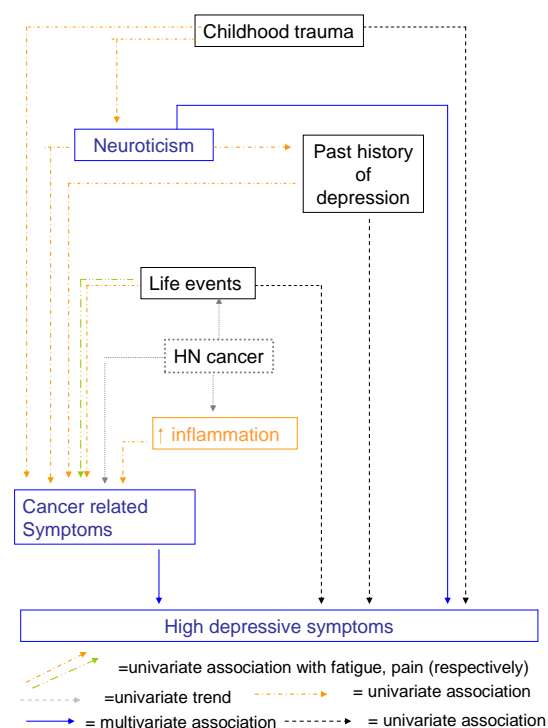 Childhood trauma
Neuroticism
Past history
of
depression
Life events
HN cancer
↑ inflammation
Cancer related
Symptoms
High depressive symptoms
=univariate association with fatigue, pain (respectively)
=univariate trend
= univariate association
= multivariate association
= univariate association